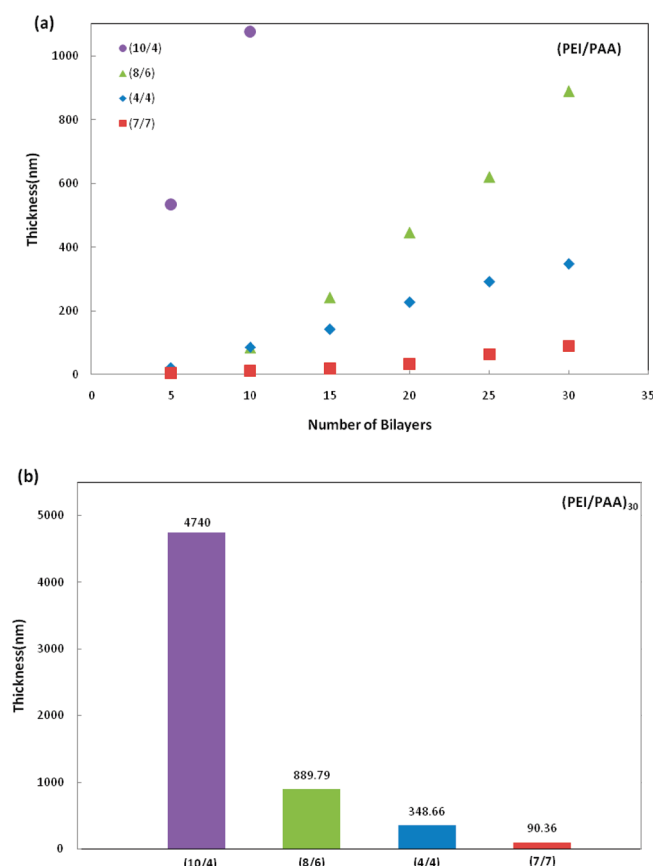 (a)
(PEI/PAA)
(10/4)
(8/6)
(4/4)
(7/7)
Thickness(nm)
1000
800
600
400
200
0
0 5 10 15 20 25 30 35
Number of Bilayers
(b)
(PEI/PAA)30
Thickness(nm)
5000
4000
3000
2000
1000
0
4740
889.79
348.66
90.36
(10/4) (8/6) (4/4) (7/7)